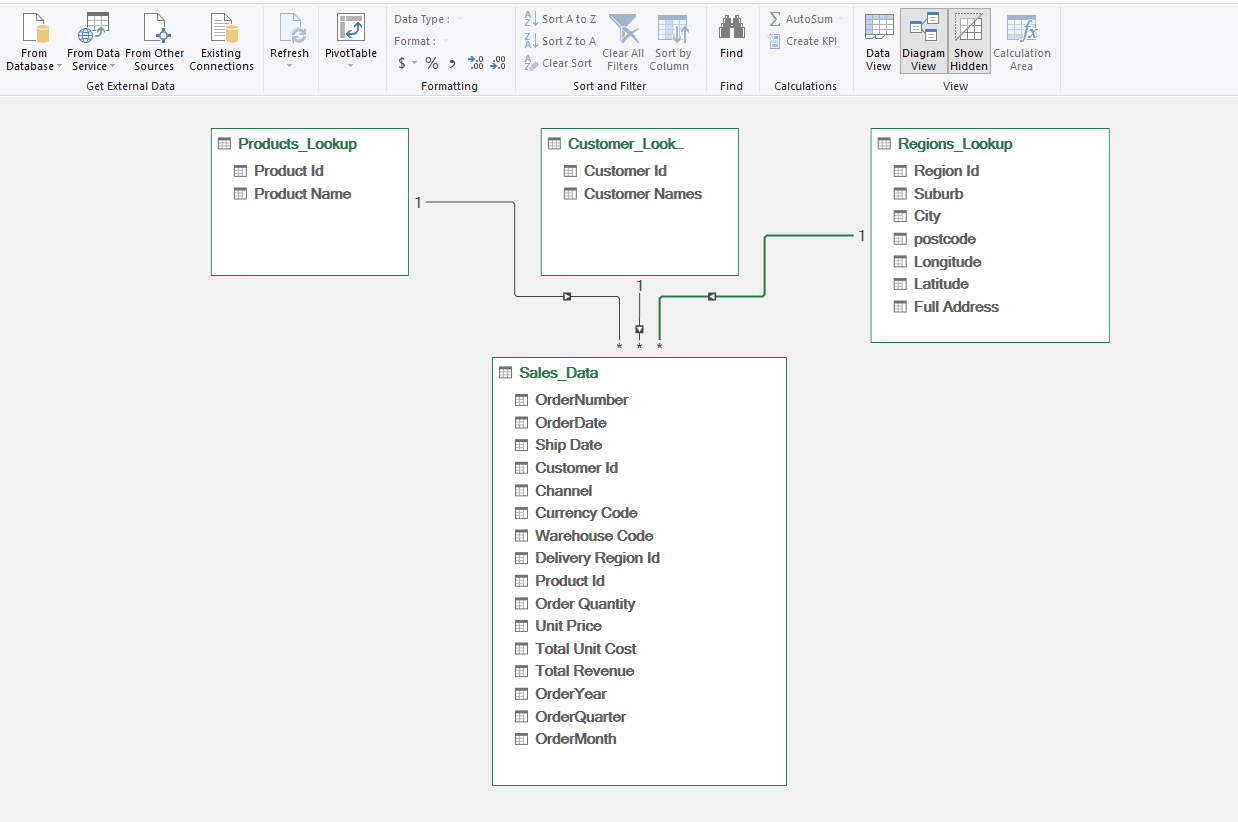 From Database
From Data Service
From Other Sources
Existing Connections
Get External Data
Refresh
PivotTable
Data Type :
Format :
$ % ,
.00
.00
Formatting
Sort A to Z
Sort Z to A
Clear Sort
Clear All Filters
Sort by Column
Sort and Filter
Find
Find
AutoSum
Create KPI
Calculations
Data View
Diagram View
Show Hidden
Calculation Area
View
Products_Lookup
Product Id
Product Name
1
Customer_Look...
Customer Id
Customer Names
1
Regions_Lookup
Region Id
Suburb
City
postcode
Longitude
Latitude
Full Address
1
* * *
Sales_Data
OrderNumber
OrderDate
Ship Date
Customer Id
Channel
Currency Code
Warehouse Code
Delivery Region Id
Product Id
Order Quantity
Unit Price
Total Unit Cost
Total Revenue
OrderYear
OrderQuarter
OrderMonth